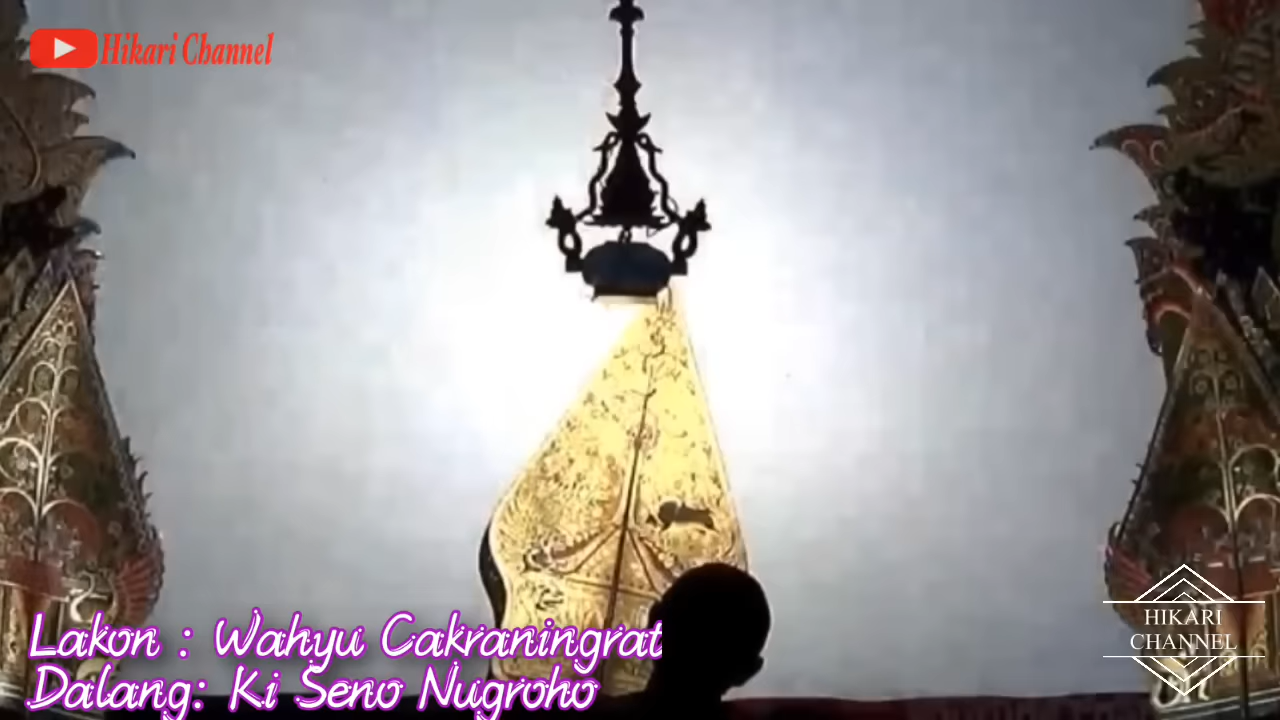 Hikari Channel
Lakon : Wahyu Cakraningrat
Dalang: Ki Seno Nugroho
HIKARI
CHANNEL